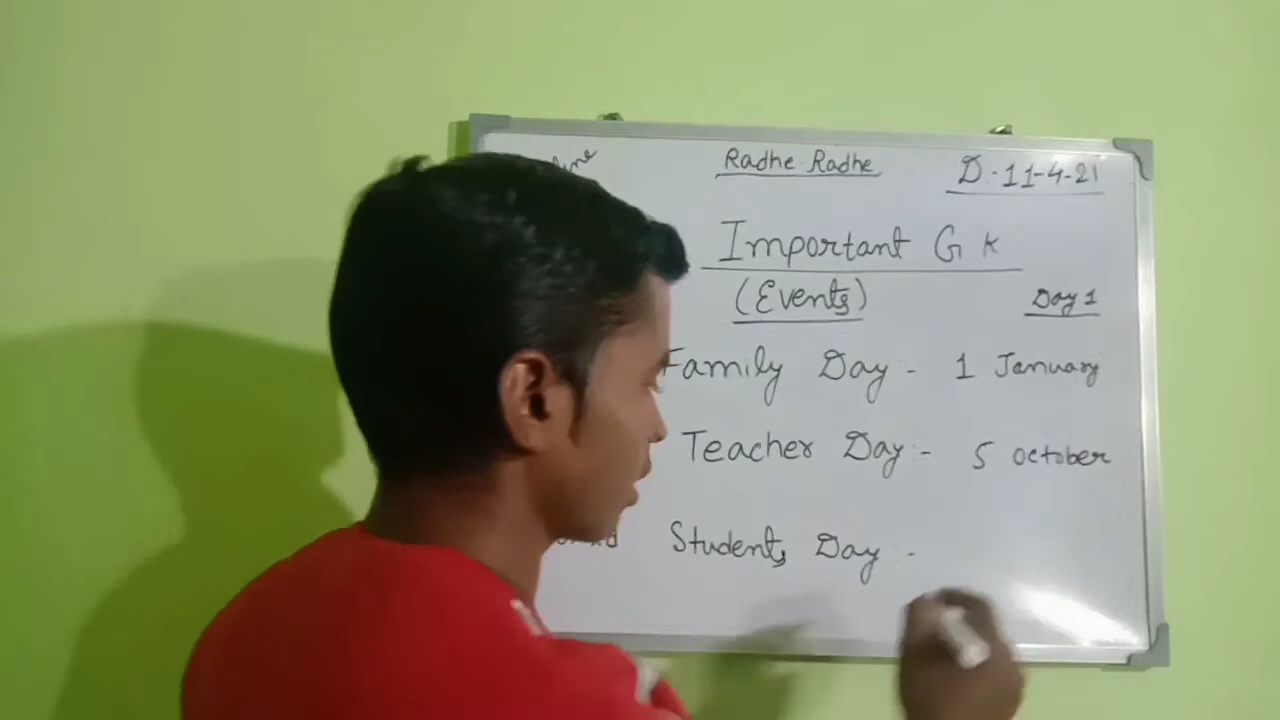 Radhe Radhe
D.11-4-21
Important G K
(Events)
Day 1
Family Day - 1 January
Teacher Day - 5 october
Students Day :-